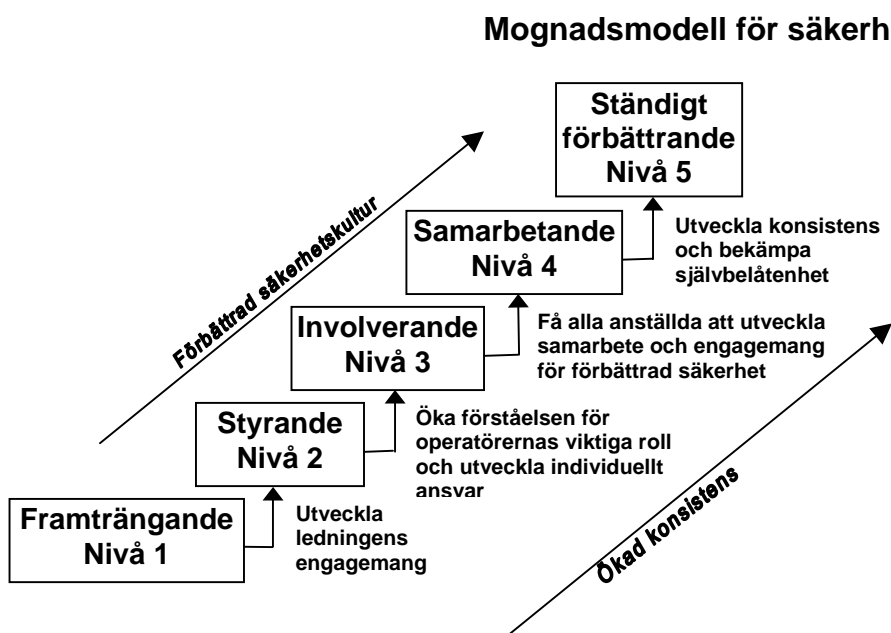 Mognadsmodell för säkerh
Ständigt
förbättrande
Nivå 5
Förbättrad säkerhetskultur
Samarbetande
Nivå 4
Utveckla konsistens
och bekämpa
självbelåtenhet
Involverande
Nivå 3
Få alla anställda att utveckla
samarbete och engagemang
för förbättrad säkerhet
Styrande
Nivå 2
Öka förståelsen för
operatörernas viktiga roll
och utveckla individuellt
ansvar
Framträngande
Nivå 1
Utveckla
ledningens
engagemang
Ökad konsistens